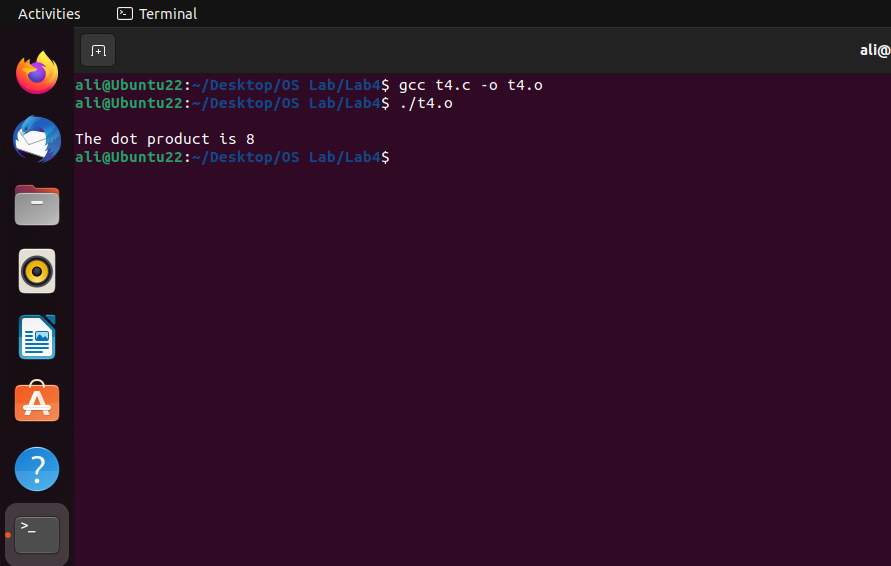 Activities
Terminal
ali@
ali@Ubuntu22:~/Desktop/OS Lab/Lab4$ gcc t4.c -o t4.o
ali@Ubuntu22:~/Desktop/OS Lab/Lab4$ ./t4.o
The dot product is 8
ali@Ubuntu22:~/Desktop/OS Lab/Lab4$